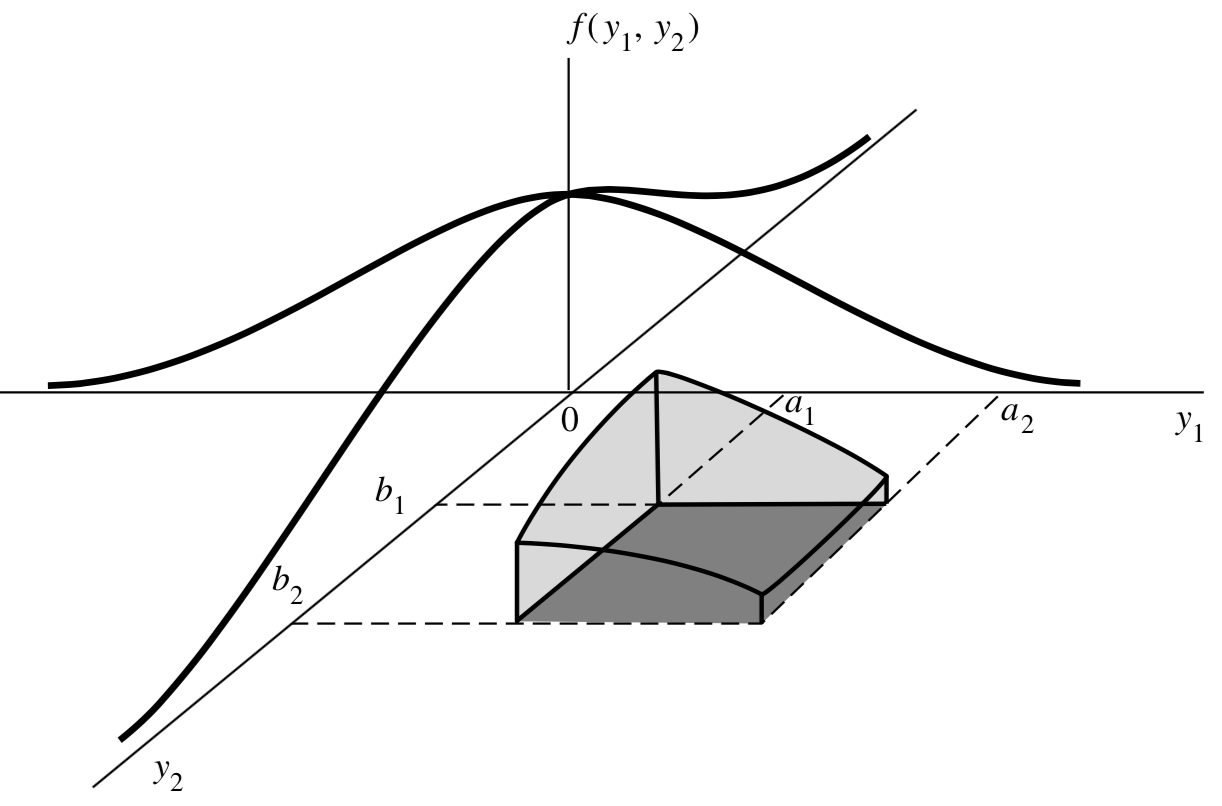 f(y₁, y₂)
0
a₁
a₂
y₁
b₁
b₂
y₂